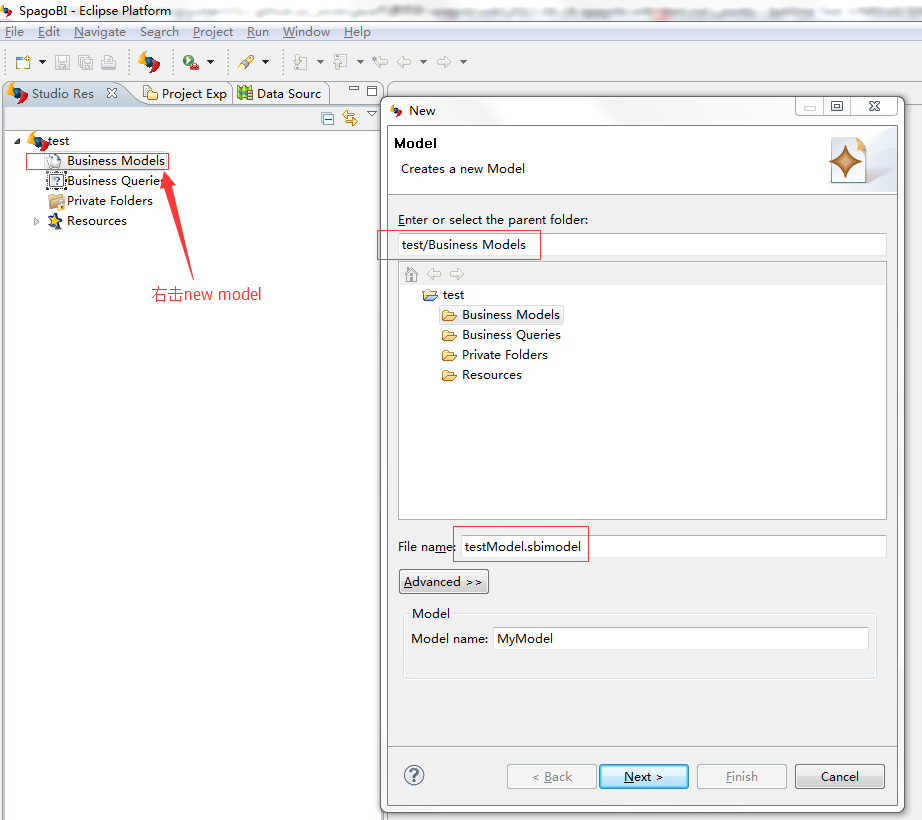 SpagoBI - Eclipse Platform
File Edit Navigate Search Project Run Window Help
Studio Res Project Exp Data Sourc
test
Business Models
Business Querie
Private Folders
Resources
右击new model
New
Model
Creates a new Model
Enter or select the parent folder:
test/Business Models
test
Business Models
Business Queries
Private Folders
Resources
File name: testModel.sbimodel
Advanced >>
Model
Model name: MyModel
< Back Next > Finish Cancel